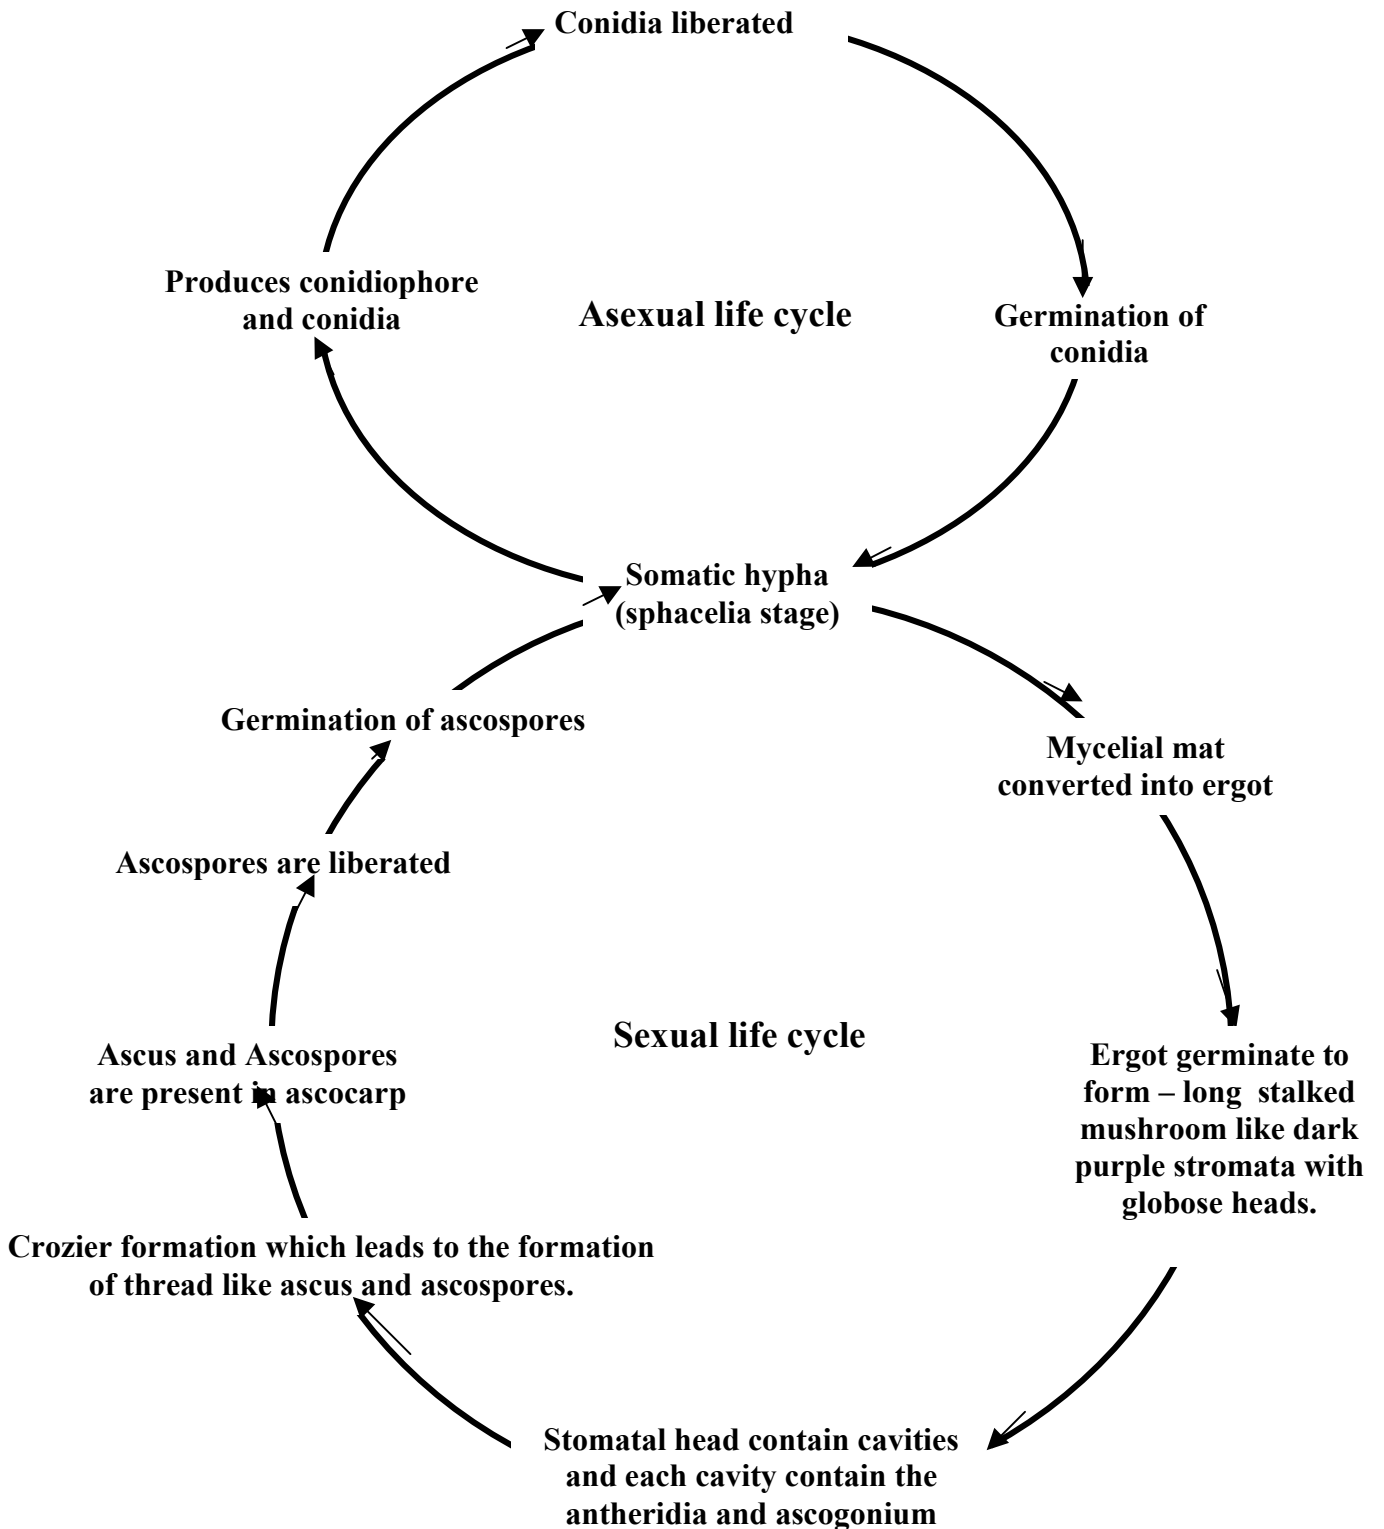 Conidia liberated
Produces conidiophore
and conidia
Asexual life cycle
Germination of
conidia
Somatic hypha
(sphacelia stage)
Germination of ascospores
Mycelial mat
converted into ergot
Ascospores are liberated
Sexual life cycle
Ascus and Ascospores
are present in ascocarp
Ergot germinate to
form – long stalked
mushroom like dark
purple stromata with
globose heads.
Crozier formation which leads to the formation
of thread like ascus and ascospores.
Stomatal head contain cavities
and each cavity contain the
antheridia and ascogonium